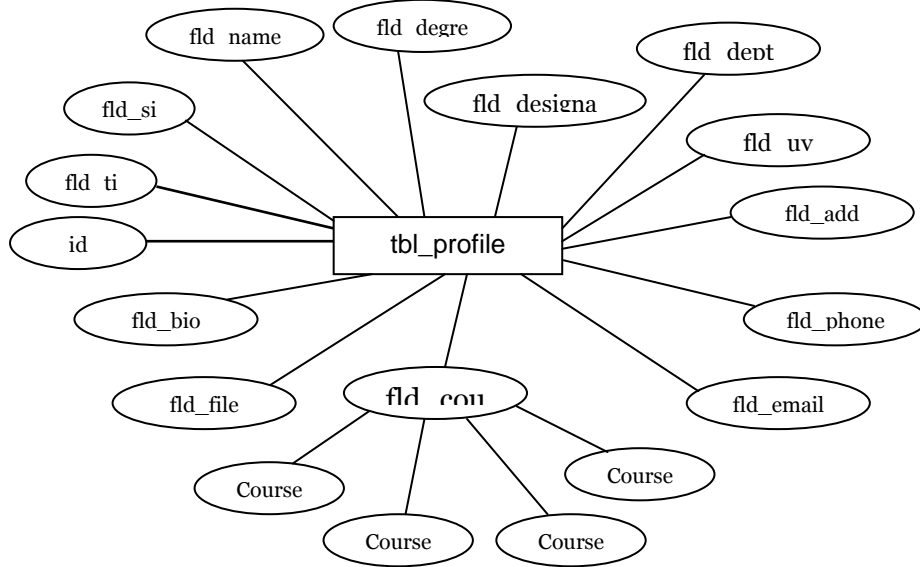 fld_name
fld_degre
fld_dept
fld_si
fld_designa
fld_uv
fld_ti
fld_add
id
tbl_profile
fld_bio
fld_phone
fld_file
fld_cou
fld_email
Course
Course
Course
Course